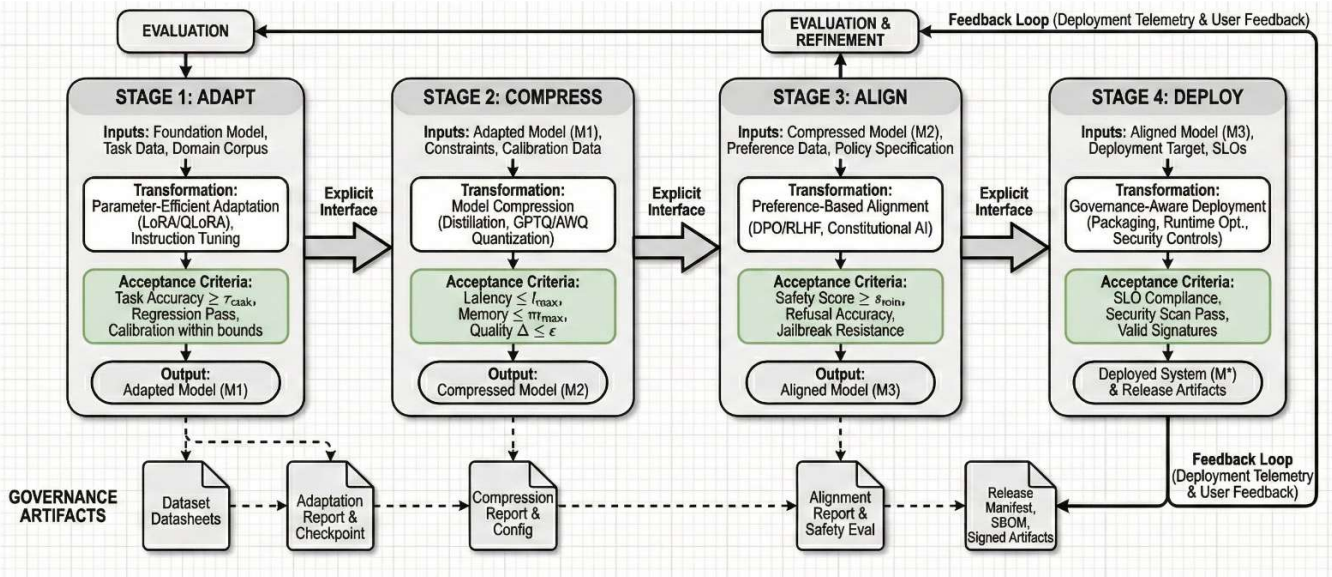 EVALUATION
EVALUATION &
REFINEMENT
Feedback Loop (Deployment Telemetry & User Feedback)
STAGE 1: ADAPT
Inputs: Foundation Model,
Task Data, Domain Corpus
Transformation:
Parameter-Efficient Adaptation
(LoRA/QLoRA),
Instruction Tuning
Acceptance Criteria:
Task Accuracy ≥ τcɩak,
Regression Pass,
Calibration within bounds
Output:
Adapted Model (M1)
Explicit
Interface
STAGE 2: COMPRESS
Inputs: Adapted Model (M1),
Constraints, Calibration Data
Transformation:
Model Compression
(Distillation, GPTQ/AWQ
Quantization)
Acceptance Criteria:
Lalency ≤ lmax,
Memory ≤ mmax,
Quality Δ ≤ ϵ
Output:
Compressed Model (M2)
Explicit
Interface
STAGE 3: ALIGN
Inputs: Compressed Model (M2),
Preference Data, Policy Specification
Transformation:
Preference-Based Alignment
(DPO/RLHF, Constitutional AI)
Acceptance Criteria:
Safety Score ≥ sroin,
Refusal Accuracy,
Jailbreak Resistance
Output:
Aligned Model (M3)
Explicit
Interface
STAGE 4: DEPLOY
Inputs: Aligned Model (M3),
Deployment Target, SLOs
Transformation:
Governance-Aware Deployment
(Packaging, Runtime Opt.,
Security Controls)
Acceptance Criteria:
SLO Compliance,
Security Scan Pass,
Valid Signatures
Deployed System (M*)
& Release Artifacts
GOVERNANCE
ARTIFACTS
Dataset
Datasheets
Adaptation
Report &
Checkpoint
Compression
Report &
Config
Alignment
Report &
Safety Eval
Release
Manifest,
SBOM,
Signed Artifacts
Feedback Loop
(Deployment Telemetry
& User Feedback)